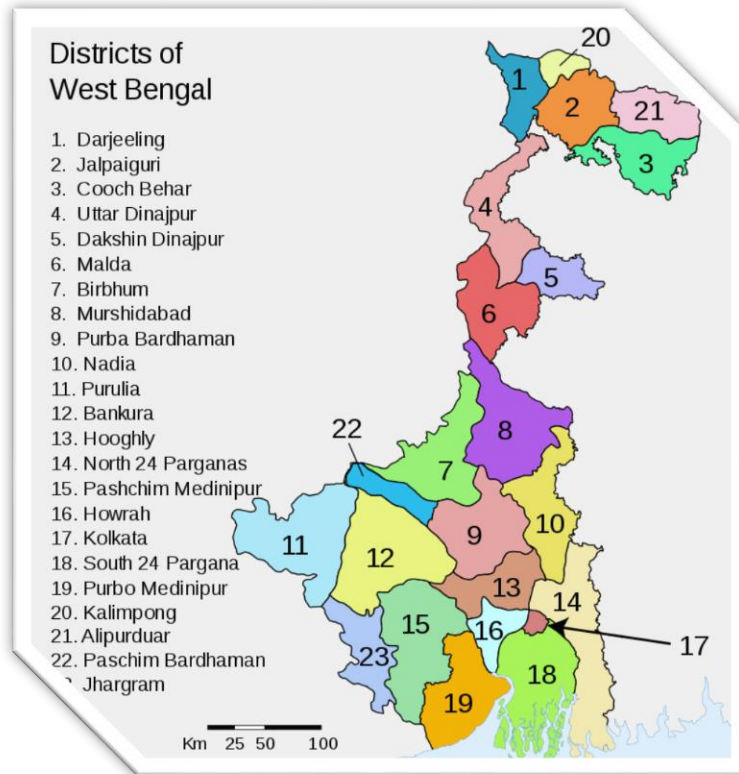 Districts of
West Bengal
1. Darjeeling
2. Jalpaiguri
3. Cooch Behar
4. Uttar Dinajpur
5. Dakshin Dinajpur
6. Malda
7. Birbhum
8. Murshidabad
9. Purba Bardhaman
10. Nadia
11. Purulia
12. Bankura
13. Hooghly
14. North 24 Parganas
15. Pashchim Medinipur
16. Howrah
17. Kolkata
18. South 24 Pargana
19. Purbo Medinipur
20. Kalimpong
21. Alipurduar
22. Paschim Bardhaman
Jhargram
20
1
2
21
3
4
5
6
8
22
7
9
10
11
12
13
14
15
16
17
23
18
19
Km 25 50 100